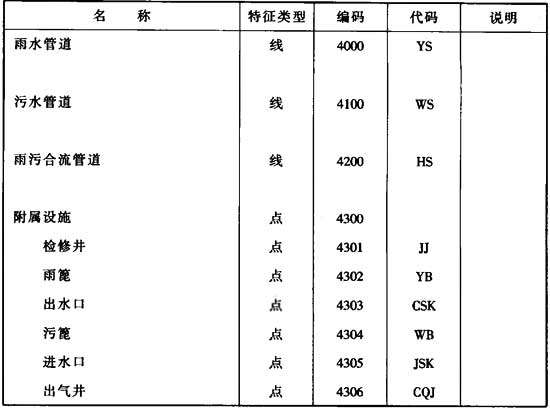 名 称 特征类型 编码 代码 说明
雨水管道 线 4000 YS
污水管道 线 4100 WS
雨污合流管道 线 4200 HS
附属设施 点 4300
检修井 点 4301 JJ
雨篦 点 4302 YB
出水口 点 4303 CSK
污篦 点 4304 WB
进水口 点 4305 JSK
出气井 点 4306 CQJ